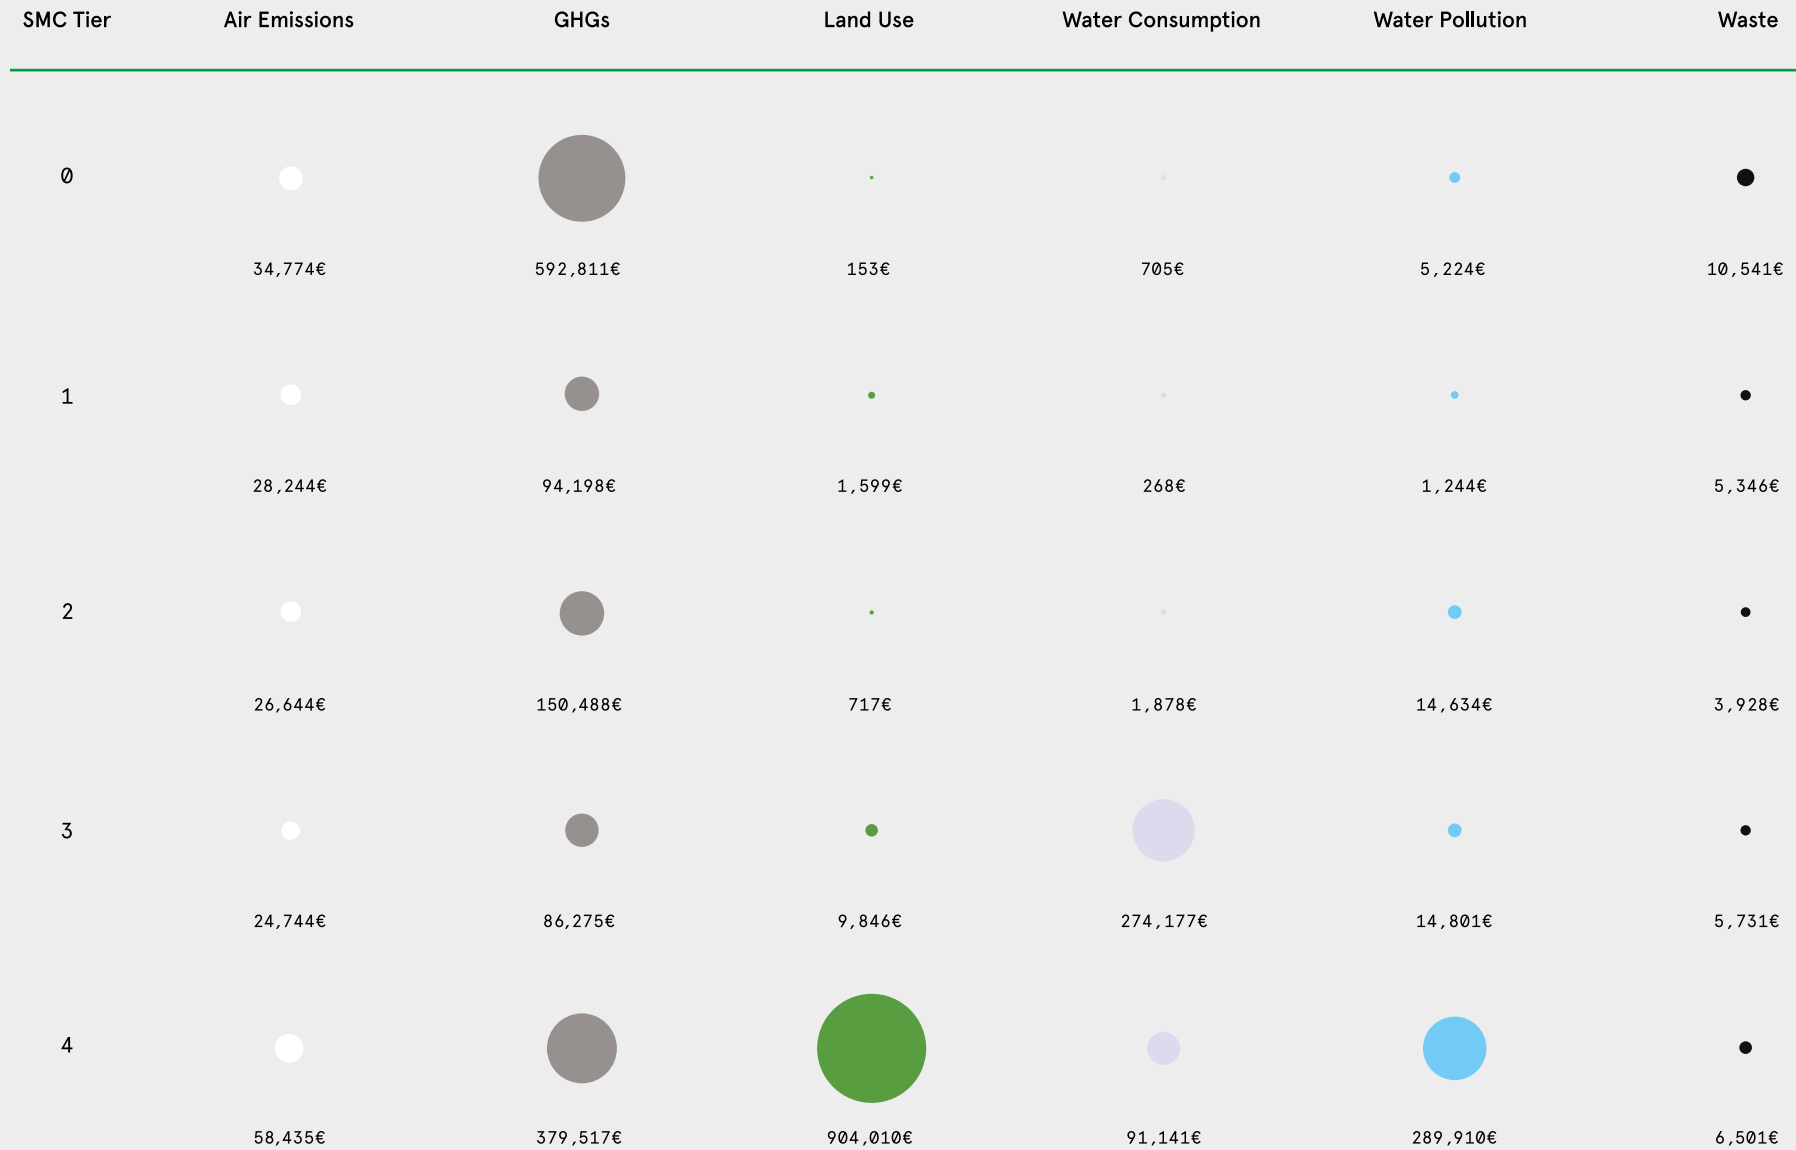 SMC Tier Air Emissions GHGs Land Use Water Consumption Water Pollution Waste
0
34,774€ 592,811€ 153€ 705€ 5,224€ 10,541€
1
28,244€ 94,198€ 1,599€ 268€ 1,244€ 5,346€
2
26,644€ 150,488€ 717€ 1,878€ 14,634€ 3,928€
3
24,744€ 86,275€ 9,846€ 274,177€ 14,801€ 5,731€
4
58,435€ 379,517€ 904,010€ 91,141€ 289,910€ 6,501€